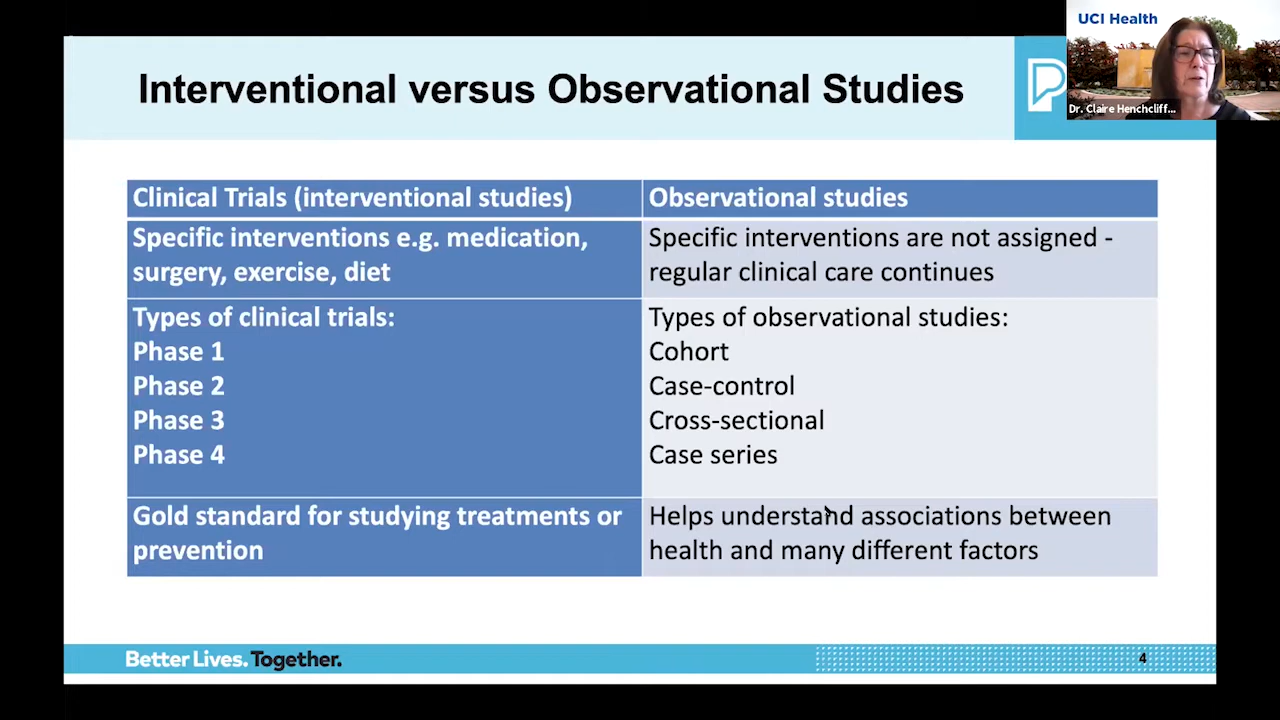 UCI Health
Interventional versus Observational Studies
P
Dr. Claire Henchcliff...
Clinical Trials (interventional studies)
Observational studies
Specific interventions e.g. medication,
surgery, exercise, diet
Specific interventions are not assigned -
regular clinical care continues
Types of clinical trials:
Phase 1
Phase 2
Phase 3
Phase 4
Types of observational studies:
Cohort
Case-control
Cross-sectional
Case series
Gold standard for studying treatments or
prevention
Helps understand associations between
health and many different factors
Better Lives. Together.
4